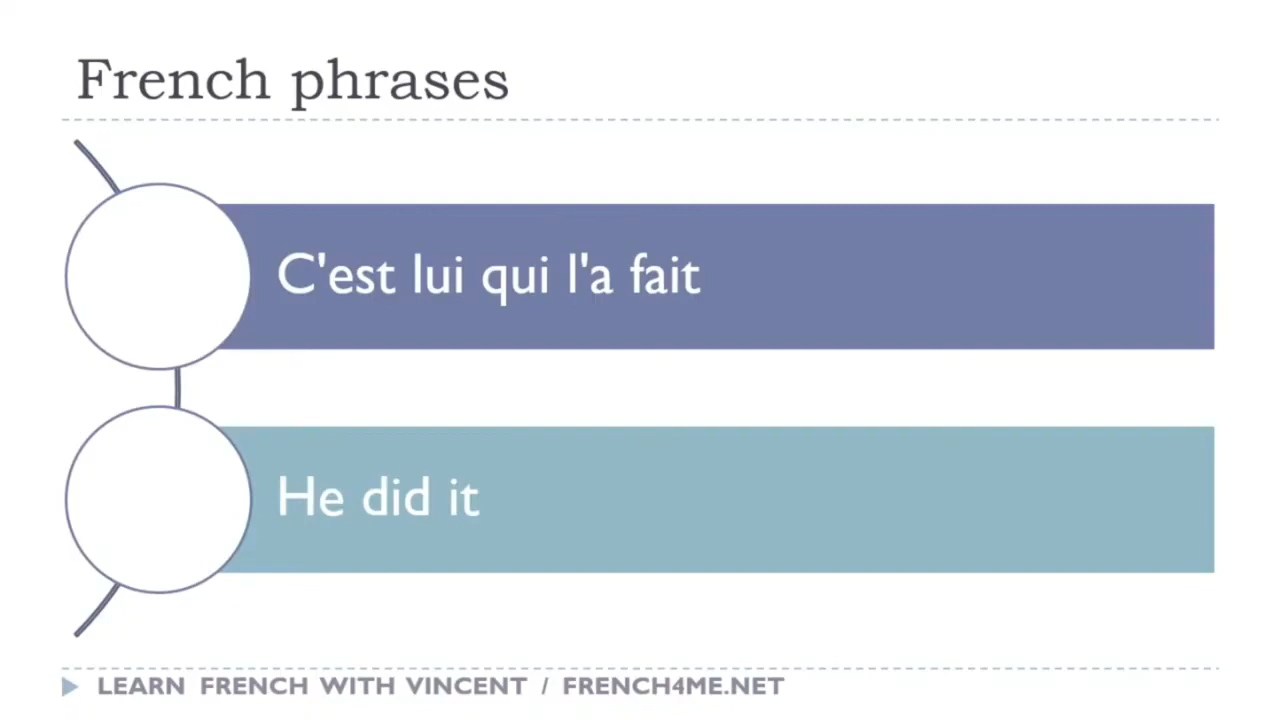 French phrases
C'est lui qui l'a fait
He did it
LEARN FRENCH WITH VINCENT / FRENCH4ME.NET